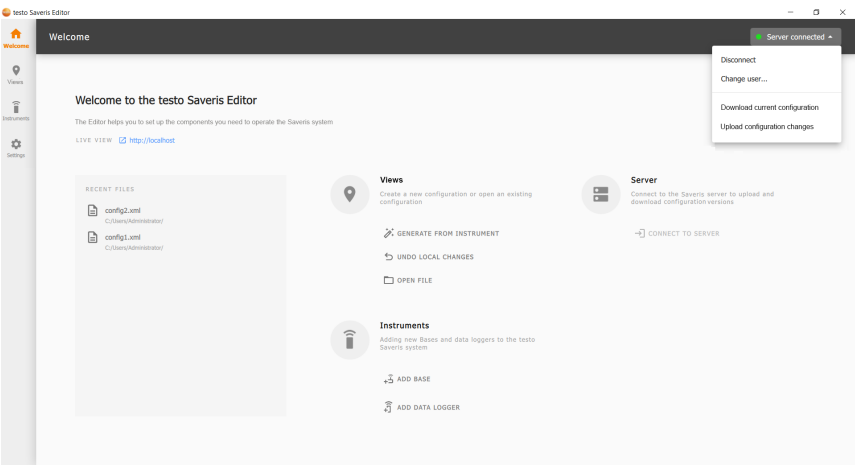 testo Saveris Editor
Welcome
Welcome
Server connected
Disconnect
Change user...
Download current configuration
Upload configuration changes
Views
Instruments
Settings
Welcome to the testo Saveris Editor
The Editor helps you to set up the components you need to operate the Saveris system
LIVE VIEW http://localhost
RECENT FILES
config2.xml
C:/Users/Administrator/
config1.xml
C:/Users/Administrator/
Views
Create a new configuration or open an existing
configuration
GENERATE FROM INSTRUMENT
UNDO LOCAL CHANGES
OPEN FILE
Server
Connect to the Saveris server to upload and
download configuration versions
CONNECT TO SERVER
Instruments
Adding new Bases and data loggers to the testo
Saveris system
ADD BASE
ADD DATA LOGGER